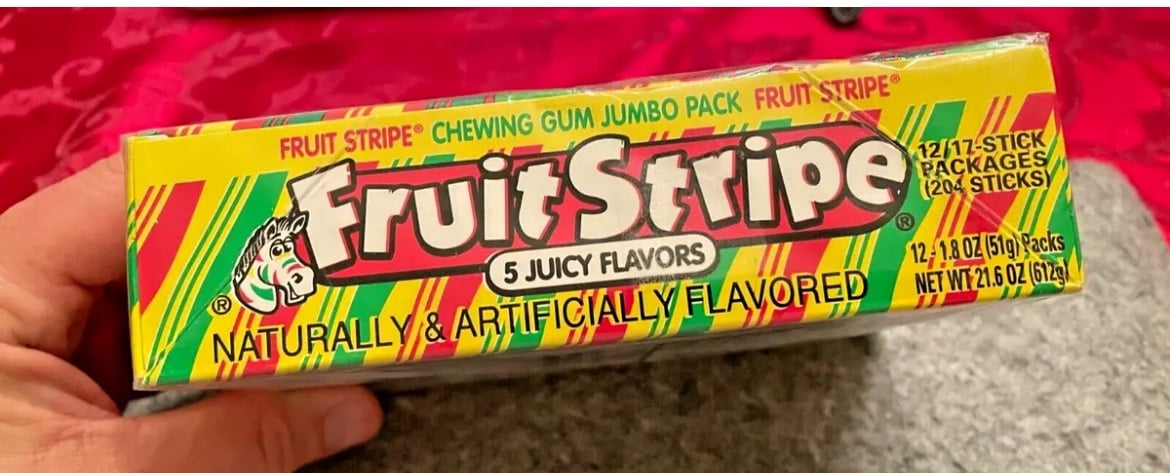 FRUIT STRIPE® CHEWING GUM JUMBO PACK FRUIT STRIPE®
Fruit Stripe®
5 JUICY FLAVORS
®
NATURALLY & ARTIFICIALLY FLAVORED
12/17-STICK
PACKAGES
(204 STICKS)
12 - 1.8 OZ (51g) Packs
NET WT 21.6 OZ (612g)